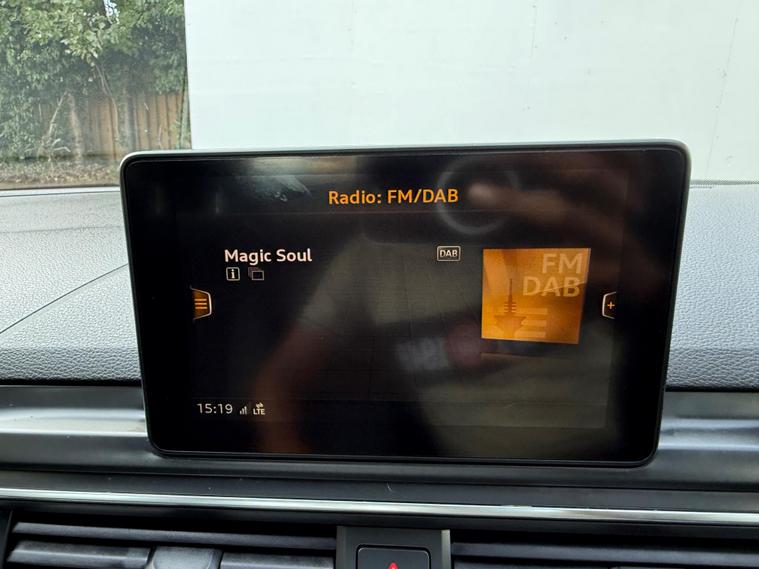 Radio: FM/DAB
Magic Soul
DAB
i
FM
DAB
15:19
LTE